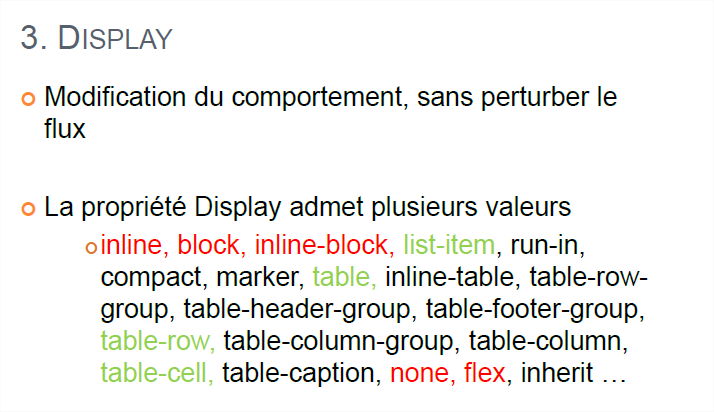 3. DISPLAY
Modification du comportement, sans perturber le
flux
La propriété Display admet plusieurs valeurs
inline, block, inline-block, list-item, run-in,
compact, marker, table, inline-table, table-row-
group, table-header-group, table-footer-group,
table-row, table-column-group, table-column,
table-cell, table-caption, none, flex, inherit …